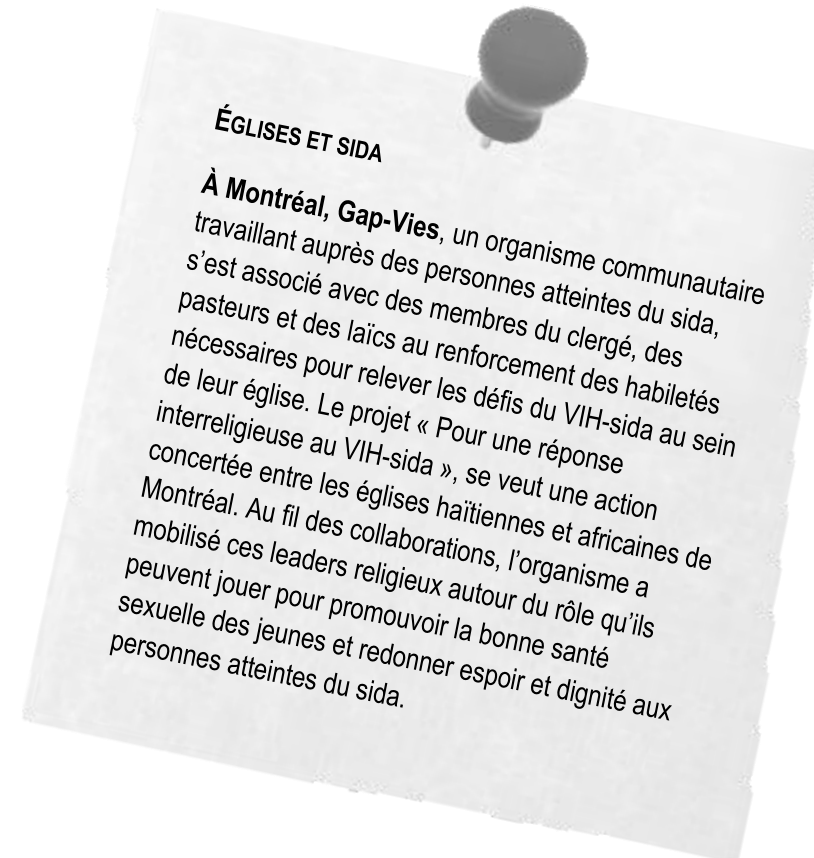 ÉGLISES ET SIDA
À Montréal, Gap-Vies, un organisme communautaire
travaillant auprès des personnes atteintes du sida,
s’est associé avec des membres du clergé, des
pasteurs et des laïcs au renforcement des habiletés
nécessaires pour relever les défis du VIH-sida au sein
de leur église. Le projet « Pour une réponse
interreligieuse au VIH-sida », se veut une action
concertée entre les églises haïtiennes et africaines de
Montréal. Au fil des collaborations, l’organisme a
mobilisé ces leaders religieux autour du rôle qu’ils
peuvent jouer pour promouvoir la bonne santé
sexuelle des jeunes et redonner espoir et dignité aux
personnes atteintes du sida.